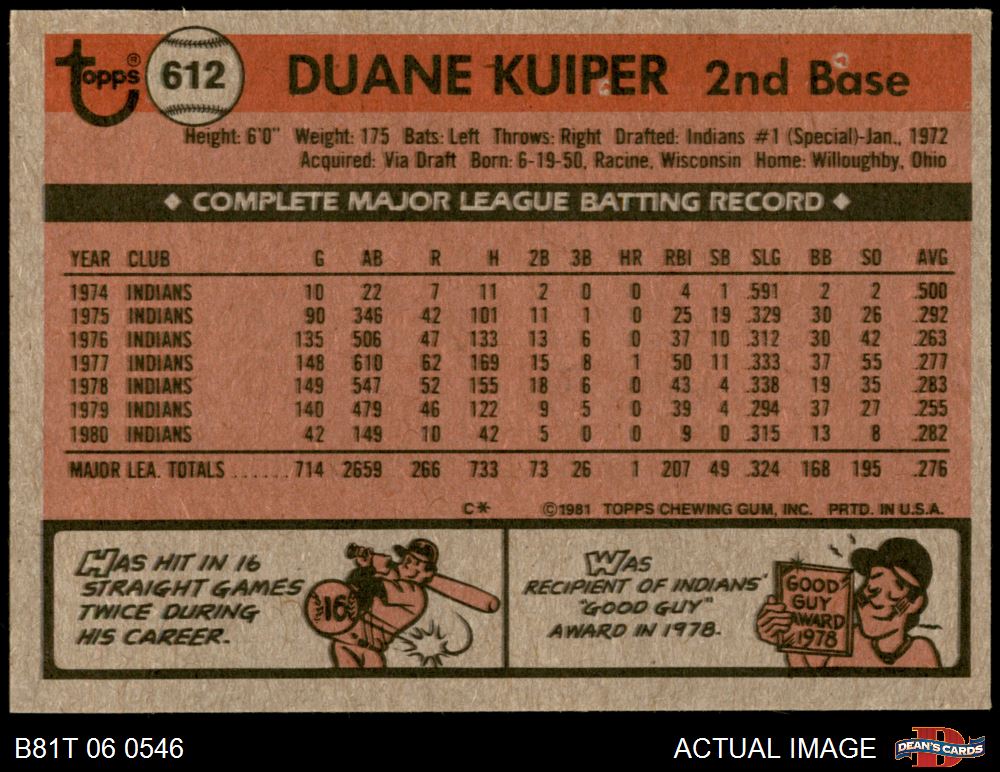 Topps® 612 DUANE KUIPER 2nd Base
Height: 6'0" Weight: 175 Bats: Left Throws: Right Drafted: Indians #1 (Special)-Jan., 1972
Acquired: Via Draft Born: 6-19-50, Racine, Wisconsin Home: Willoughby, Ohio
◆ COMPLETE MAJOR LEAGUE BATTING RECORD ◆
YEAR CLUB G AB R H 2B 3B HR RBI SB SLG BB SO AVG
1974 INDIANS 10 22 7 11 2 0 0 4 1 .591 2 2 .500
1975 INDIANS 90 346 42 101 11 1 0 25 19 .329 30 26 .292
1976 INDIANS 135 506 47 133 13 6 0 37 10 .312 30 42 .263
1977 INDIANS 148 610 62 169 15 8 1 50 11 .333 37 55 .277
1978 INDIANS 149 547 52 155 18 6 0 43 4 .338 19 35 .283
1979 INDIANS 140 479 46 122 9 5 0 39 4 .294 37 27 .255
1980 INDIANS 42 149 10 42 5 0 0 9 0 .315 13 8 .282
MAJOR LEA. TOTALS ....... 714 2659 266 733 73 26 1 207 49 .324 168 195 .276
C* ©1981 TOPPS CHEWING GUM, INC. PRTD. IN U.S.A.
HAS HIT IN 16
STRAIGHT GAMES
TWICE DURING
HIS CAREER.
16
WAS
RECIPIENT OF INDIANS'
"GOOD GUY"
AWARD IN 1978.
GOOD
GUY
AWARD
1978
B81T 06 0546 ACTUAL IMAGE D DEAN'S CARDS